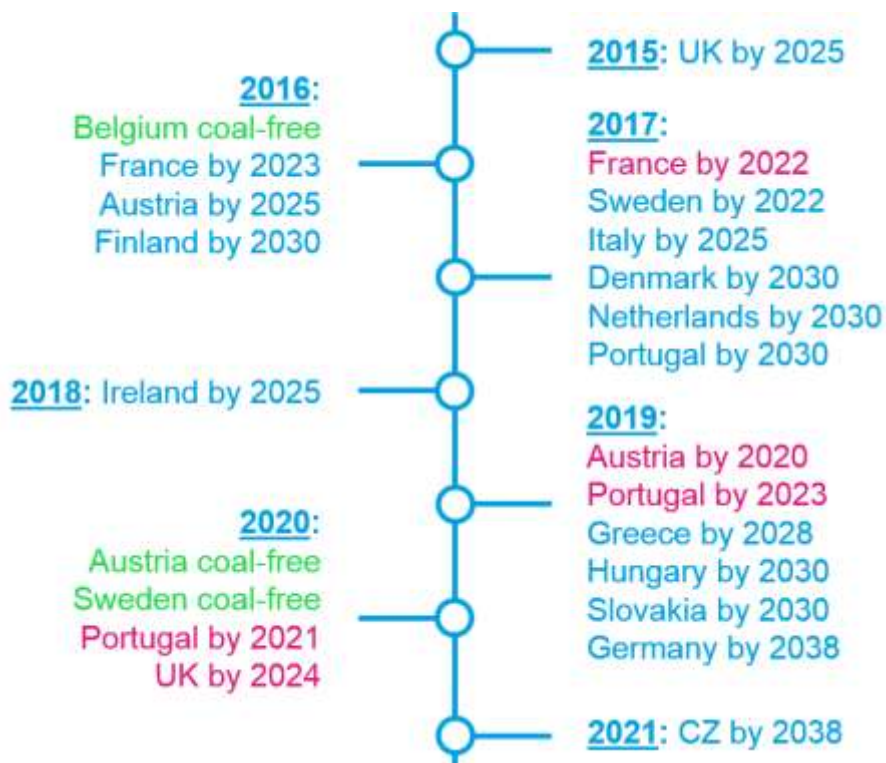 2015: UK by 2025
2016:
Belgium coal-free
France by 2023
Austria by 2025
Finland by 2030
2017:
France by 2022
Sweden by 2022
Italy by 2025
Denmark by 2030
Netherlands by 2030
Portugal by 2030
2018: Ireland by 2025
2019:
Austria by 2020
Portugal by 2023
Greece by 2028
Hungary by 2030
Slovakia by 2030
Germany by 2038
2020:
Austria coal-free
Sweden coal-free
Portugal by 2021
UK by 2024
2021: CZ by 2038